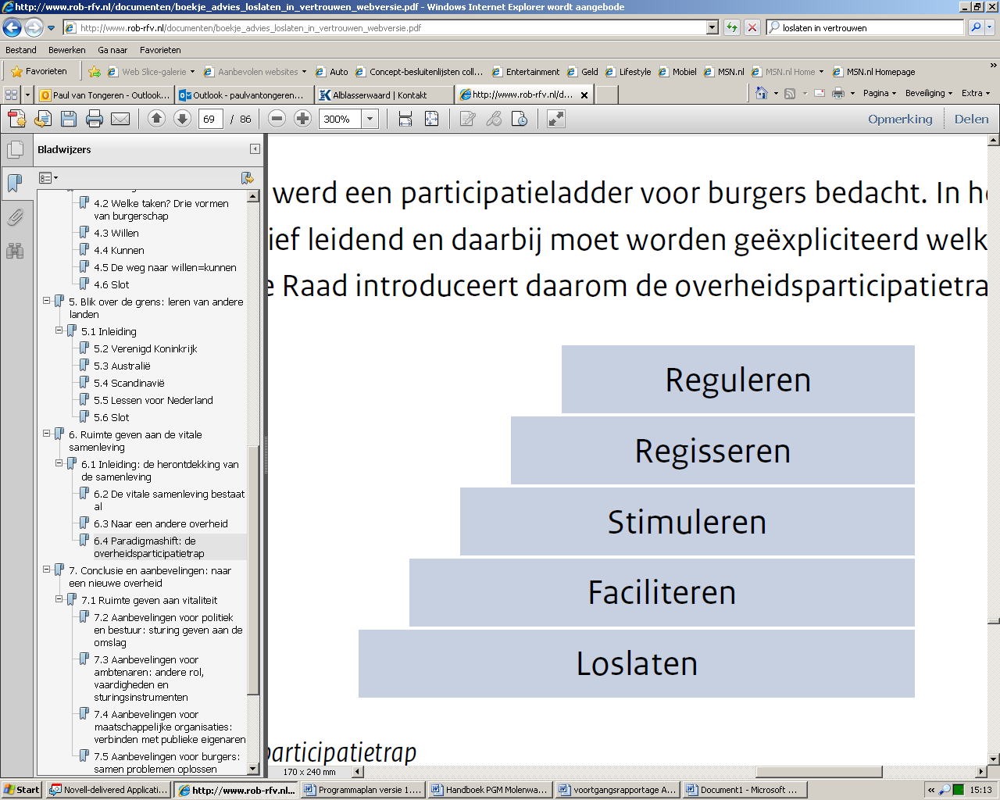 http://www.rob-rfv.nl/documenten/boekje_advies_loslaten_in_vertrouwen_webversie.pdf - Windows Internet Explorer wordt aangebode
http://www.rob-rfv.nl/documenten/boekje_advies_loslaten_in_vertrouwen_webversie.pdf
loslaten in vertrouwen
Bestand Bewerken Ga naar Favorieten
Favorieten Web Slice-galerie Aanbevolen websites Auto Concept-besluitenlijsten coll... Entertainment Geld Lifestyle Mobiel MSN.nl MSN.nl Home MSN.nl Homepage
Paul van Tongeren - Outlook... Outlook - paulvantongeren... Alblasserwaard | Kontakt http://www.rob-rfv.nl/d... Pagina Beveiliging Extra
69 / 86 300% Opmerking Delen
Bladwijzers
4.2 Welke taken? Drie vormen
van burgerschap
4.3 Willen
4.4 Kunnen
4.5 De weg naar willen=kunnen
4.6 Slot
5. Blik over de grens: leren van andere
landen
5.1 Inleiding
5.2 Verenigd Koninkrijk
5.3 Australië
5.4 Scandinavië
5.5 Lessen voor Nederland
5.6 Slot
6. Ruimte geven aan de vitale
samenleving
6.1 Inleiding: de herontdekking van
de samenleving
6.2 De vitale samenleving bestaat
al
6.3 Naar een andere overheid
6.4 Paradigmashift: de
overheidsparticipatietrap
7. Conclusie en aanbevelingen: naar
een nieuwe overheid
7.1 Ruimte geven aan vitaliteit
7.2 Aanbevelingen voor politiek
en bestuur: sturing geven aan de
omslag
7.3 Aanbevelingen voor
ambtenaren: andere rol,
vaardigheden en
sturingsinstrumenten
7.4 Aanbevelingen voor
maatschappelijke organisaties:
verbinden met publieke eigenaren
7.5 Aanbevelingen voor burgers:
samen problemen oplossen
werd een participatieladder voor burgers bedacht. In he
ief leidend en daarbij moet worden geëxpliciteerd welk
e Raad introduceert daarom de overheidsparticipatietra
Reguleren
Regisseren
Stimuleren
Faciliteren
Loslaten
participatietrap
170 x 240 mm
Start Novell-delivered Applicati... http://www.rob-rfv.nl... Programmaplan versie 1.... Handboek PGM Molenwa... voortgangsrapportage A... Document1 - Microsoft ... 15:13